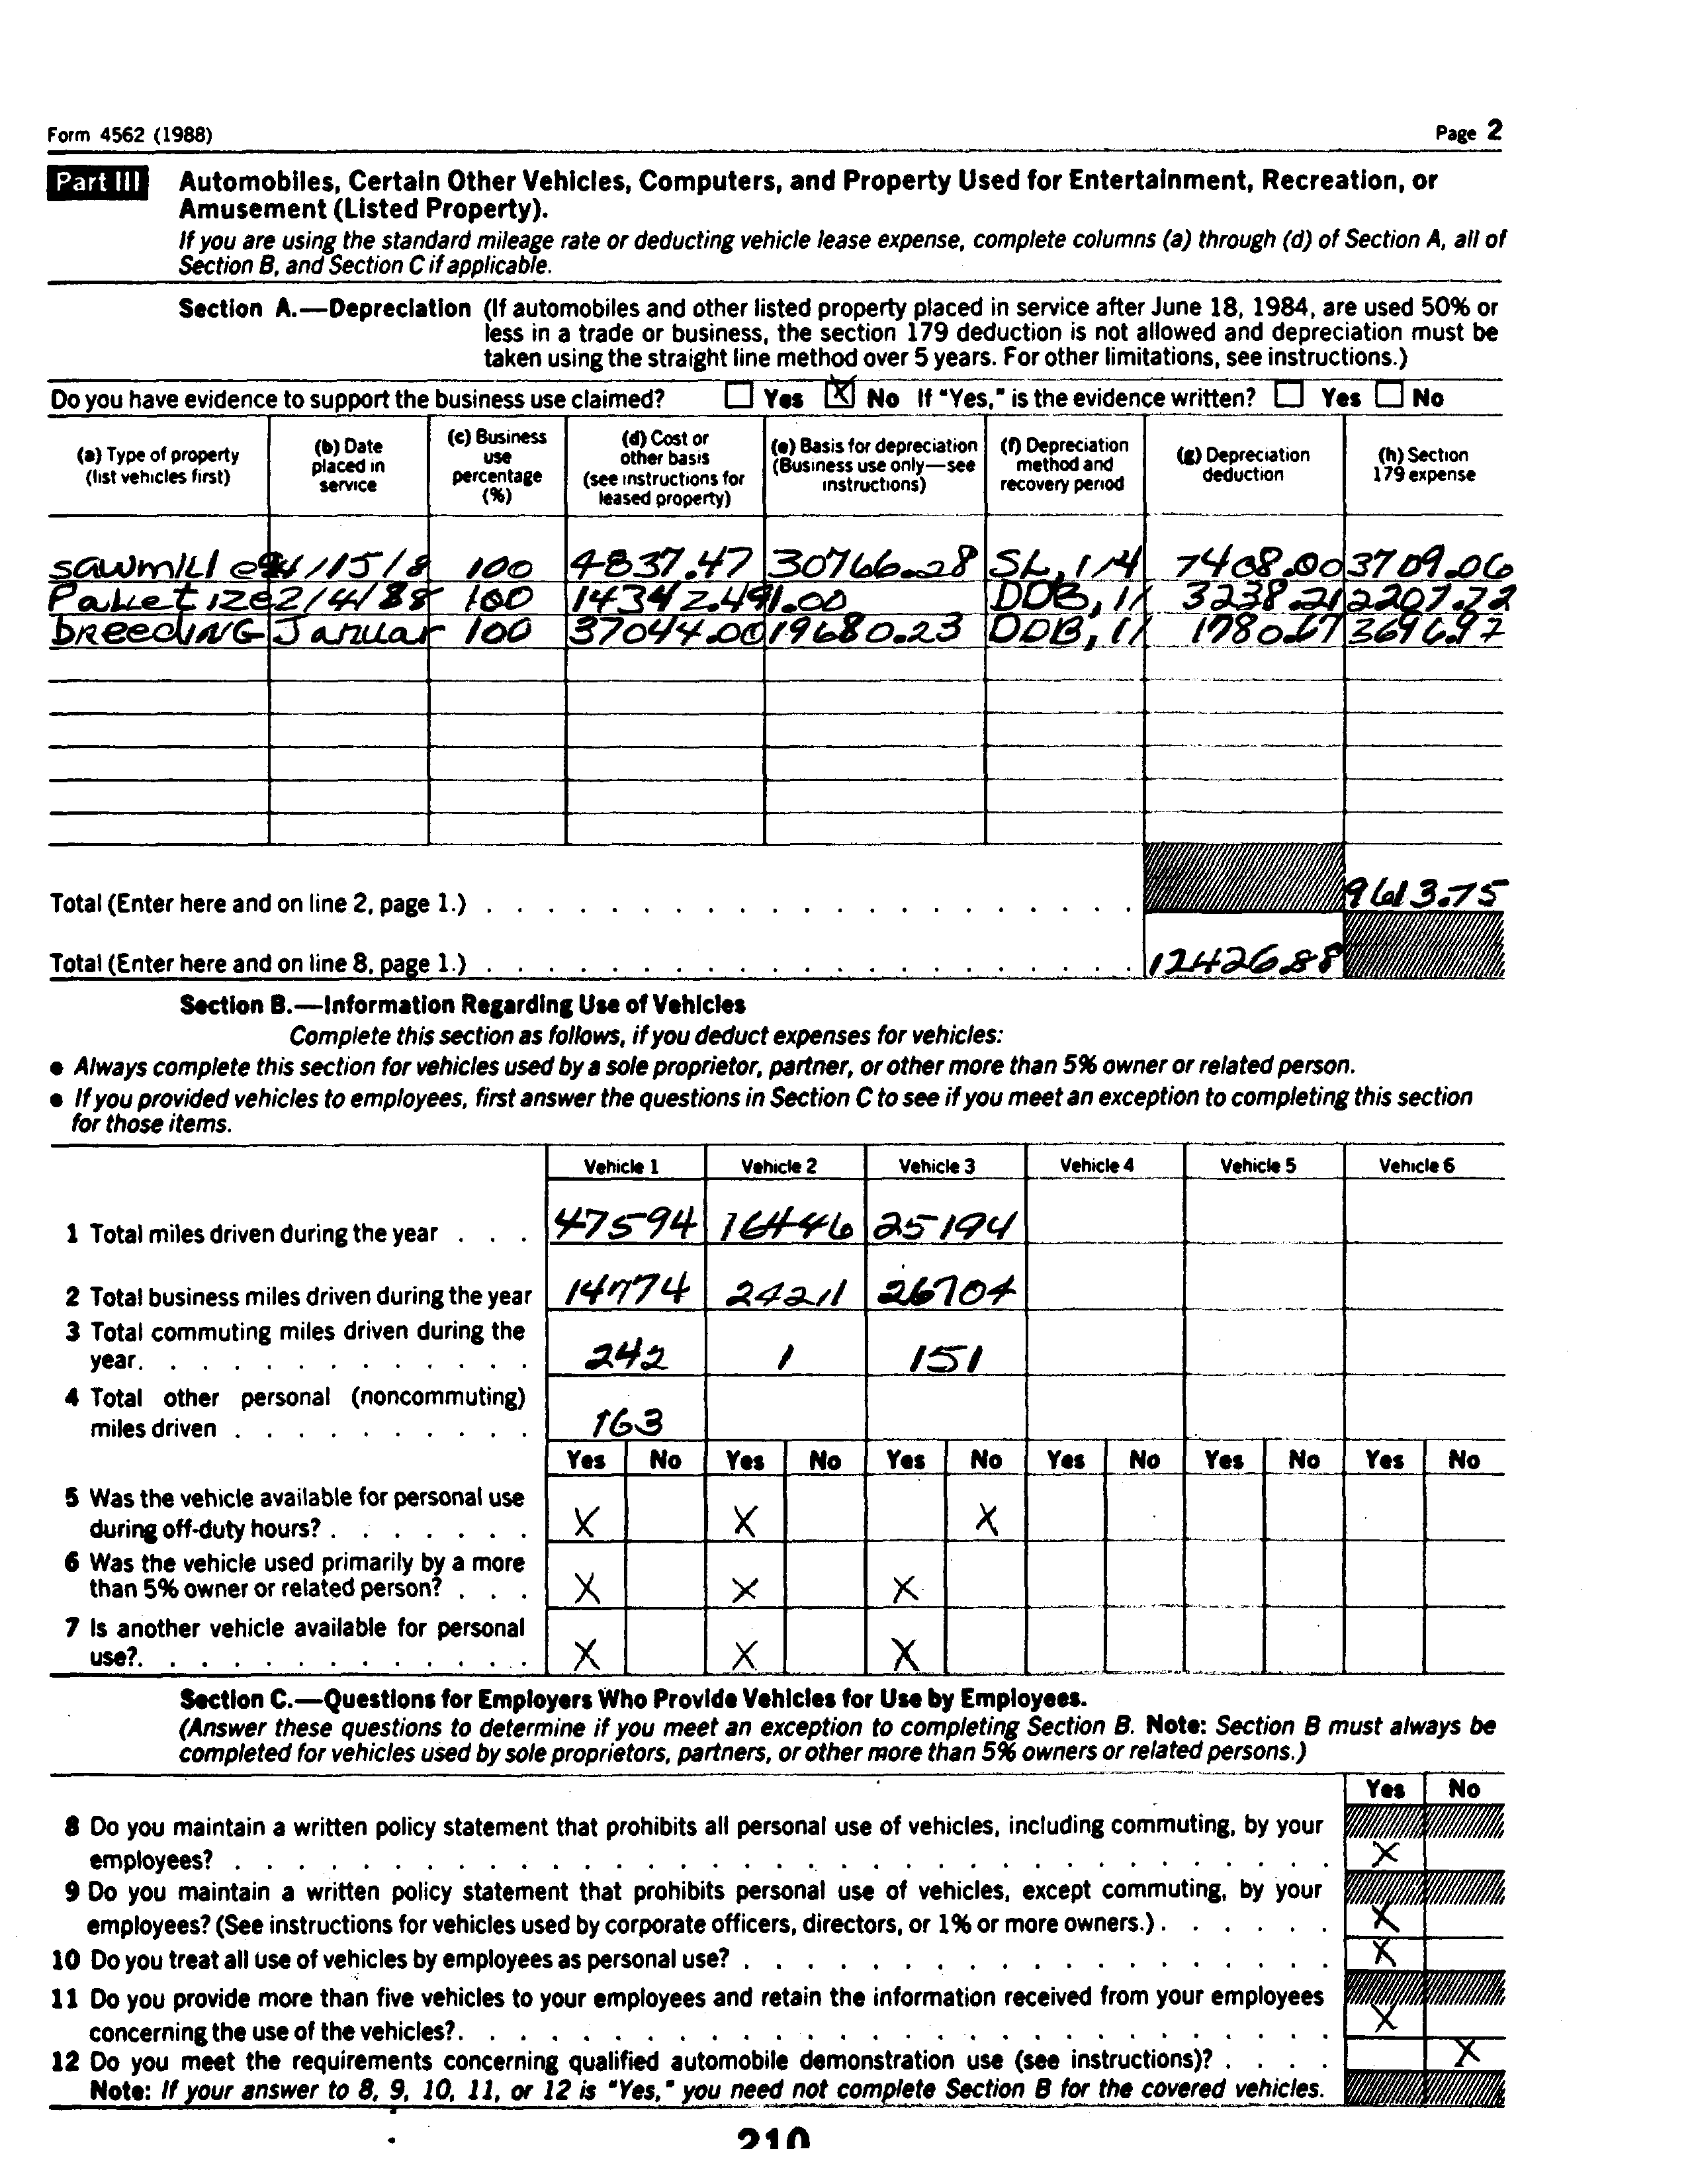 Form 4562 (1988) Page 2
Part III Automobiles, Certain Other Vehicles, Computers, and Property Used for Entertainment, Recreation, or
Amusement (Listed Property).
If you are using the standard mileage rate or deducting vehicle lease expense, complete columns (a) through (d) of Section A, all of
Section B, and Section C if applicable.
Section A.—Depreciation (If automobiles and other listed property placed in service after June 18, 1984, are used 50% or
less in a trade or business, the section 179 deduction is not allowed and depreciation must be
taken using the straight line method over 5 years. For other limitations, see instructions.)
Do you have evidence to support the business use claimed? Yes X No If "Yes," is the evidence written? Yes No
(a) Type of property (list vehicles first) (b) Date placed in service (c) Business use percentage (%) (d) Cost or other basis (see instructions for leased property) (e) Basis for depreciation (Business use only—see instructions) (f) Depreciation method and recovery period (g) Depreciation deduction (h) Section 179 expense
sawmill 100 4837.47 30766.28 SL, 1/4 7408.00 3709.06
Palletize 2/4/88 100 14342.4 DDB, 1/ 3238.21 2207.72
breeding Januar 100 37044.00 19680.23 DDB, 1/ 1780.67 3696.97
Total (Enter here and on line 2, page 1.) 9613.75
Total (Enter here and on line 8, page 1.) 12426.88
Section B.—Information Regarding Use of Vehicles
Complete this section as follows, if you deduct expenses for vehicles:
● Always complete this section for vehicles used by a sole proprietor, partner, or other more than 5% owner or related person.
● If you provided vehicles to employees, first answer the questions in Section C to see if you meet an exception to completing this section
for those items.
Vehicle 1 Vehicle 2 Vehicle 3 Vehicle 4 Vehicle 5 Vehicle 6
1 Total miles driven during the year . . . 47594 16446 25194
2 Total business miles driven during the year 14774 24211 26704
3 Total commuting miles driven during the
year. 242 1 151
4 Total other personal (noncommuting)
miles driven 163
Yes No Yes No Yes No Yes No Yes No Yes No
5 Was the vehicle available for personal use
during off-duty hours? X X X
6 Was the vehicle used primarily by a more
than 5% owner or related person? X X X
7 Is another vehicle available for personal
use? X X X
Section C.—Questions for Employers Who Provide Vehicles for Use by Employees.
(Answer these questions to determine if you meet an exception to completing Section B. Note: Section B must always be
completed for vehicles used by sole proprietors, partners, or other more than 5% owners or related persons.)
Yes No
8 Do you maintain a written policy statement that prohibits all personal use of vehicles, including commuting, by your
employees? X
9 Do you maintain a written policy statement that prohibits personal use of vehicles, except commuting, by your
employees? (See instructions for vehicles used by corporate officers, directors, or 1% or more owners.) X
10 Do you treat all use of vehicles by employees as personal use? X
11 Do you provide more than five vehicles to your employees and retain the information received from your employees
concerning the use of the vehicles? X
12 Do you meet the requirements concerning qualified automobile demonstration use (see instructions)? X
Note: If your answer to 8, 9, 10, 11, or 12 is "Yes," you need not complete Section B for the covered vehicles.
210